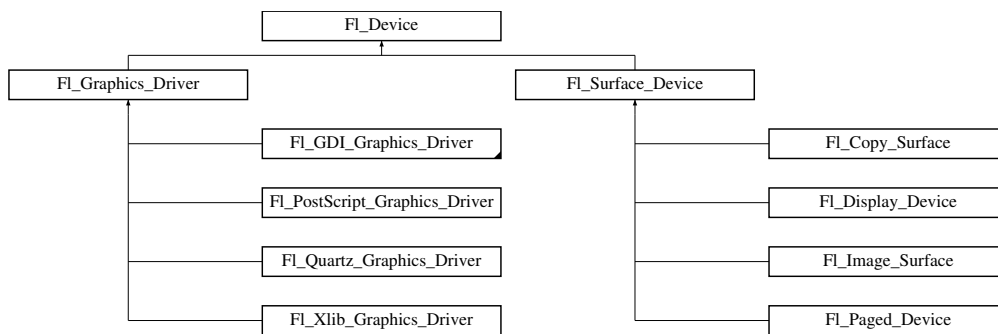 Fl_Device
Fl_Graphics_Driver
Fl_Surface_Device
Fl_GDI_Graphics_Driver
Fl_Copy_Surface
Fl_PostScript_Graphics_Driver
Fl_Display_Device
Fl_Quartz_Graphics_Driver
Fl_Image_Surface
Fl_Xlib_Graphics_Driver
Fl_Paged_Device